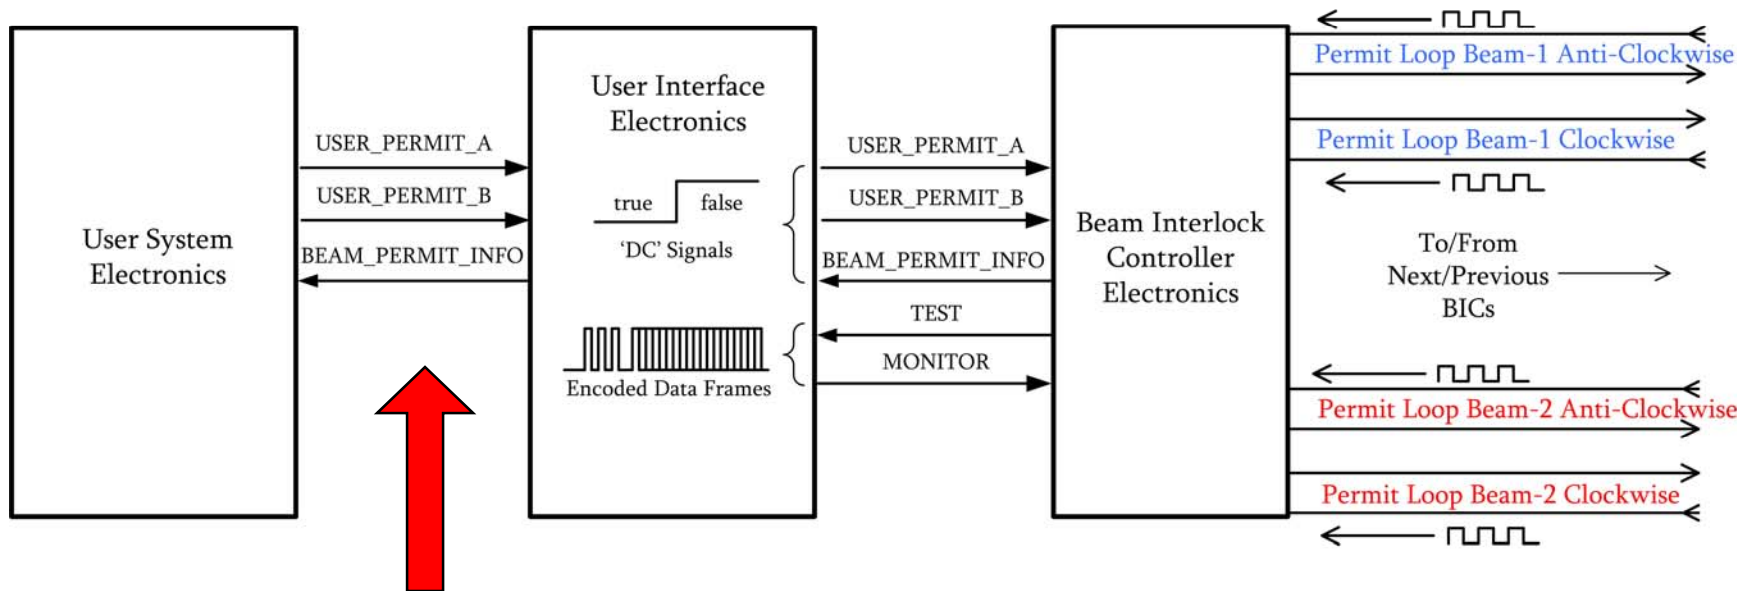 User System
Electronics
USER_PERMIT_A
USER_PERMIT_B
BEAM_PERMIT_INFO
User Interface
Electronics
true
false
‘DC’ Signals
Encoded Data Frames
USER_PERMIT_A
USER_PERMIT_B
BEAM_PERMIT_INFO
TEST
MONITOR
Beam Interlock
Controller
Electronics
Permit Loop Beam-1 Anti-Clockwise
Permit Loop Beam-1 Clockwise
To/From
Next/Previous
BICs
Permit Loop Beam-2 Anti-Clockwise
Permit Loop Beam-2 Clockwise